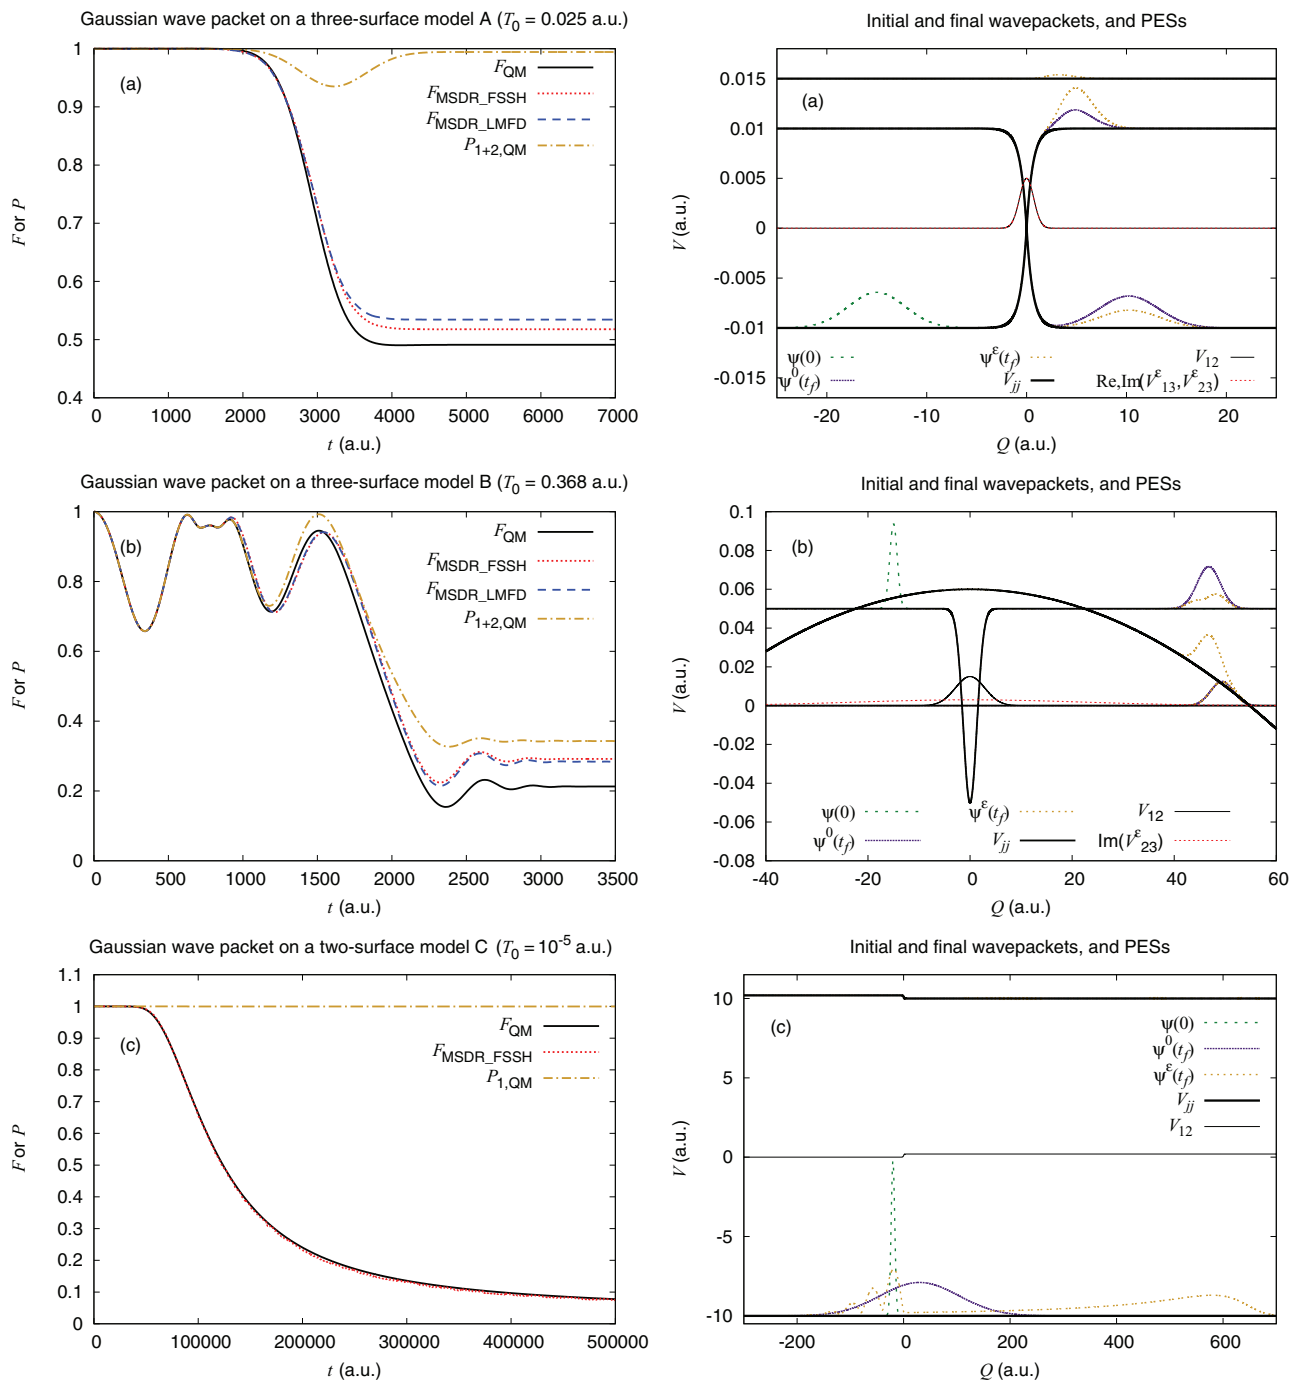 Gaussian wave packet on a three-surface model A (T0 = 0.025 a.u.)
1
0.9
0.8
0.7
0.6
0.5
0.4
F or P
(a)
FQM
FMSDR_FSSH
FMSDR_LMFD
P1+2,QM
0 1000 2000 3000 4000 5000 6000 7000
t (a.u.)
Initial and final wavepackets, and PESs
0.015
0.01
0.005
0
-0.005
-0.01
-0.015
V (a.u.)
(a)
ψ(0)
ψ^0(tf)
ψ^ε(tf)
Vjj
V12
Re,Im(V^ε13,V^ε23)
-20 -10 0 10 20
Q (a.u.)
Gaussian wave packet on a three-surface model B (T0 = 0.368 a.u.)
1
0.8
0.6
0.4
0.2
0
F or P
(b)
FQM
FMSDR_FSSH
FMSDR_LMFD
P1+2,QM
0 500 1000 1500 2000 2500 3000 3500
t (a.u.)
Initial and final wavepackets, and PESs
0.1
0.08
0.06
0.04
0.02
0
-0.02
-0.04
-0.06
-0.08
V (a.u.)
(b)
ψ(0)
ψ^0(tf)
ψ^ε(tf)
Vjj
V12
Im(V^ε23)
-40 -20 0 20 40 60
Q (a.u.)
Gaussian wave packet on a two-surface model C (T0 = 10^-5 a.u.)
1.1
1
0.9
0.8
0.7
0.6
0.5
0.4
0.3
0.2
0.1
0
F or P
(c)
FQM
FMSDR_FSSH
P1,QM
0 100000 200000 300000 400000 500000
t (a.u.)
Initial and final wavepackets, and PESs
10
5
0
-5
-10
V (a.u.)
(c)
ψ(0)
ψ^0(tf)
ψ^ε(tf)
Vjj
V12
-200 0 200 400 600
Q (a.u.)